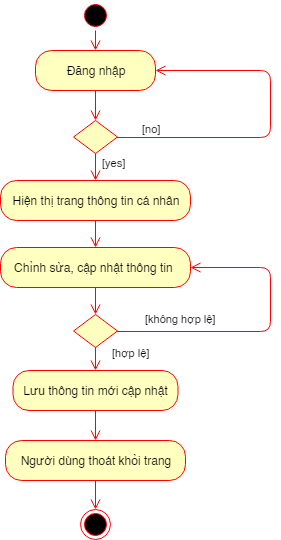 Đăng nhập
[no]
[yes]
Hiện thị trang thông tin cá nhân
Chỉnh sửa, cập nhật thông tin
[không hợp lệ]
[hợp lệ]
Lưu thông tin mới cập nhật
Người dùng thoát khỏi trang